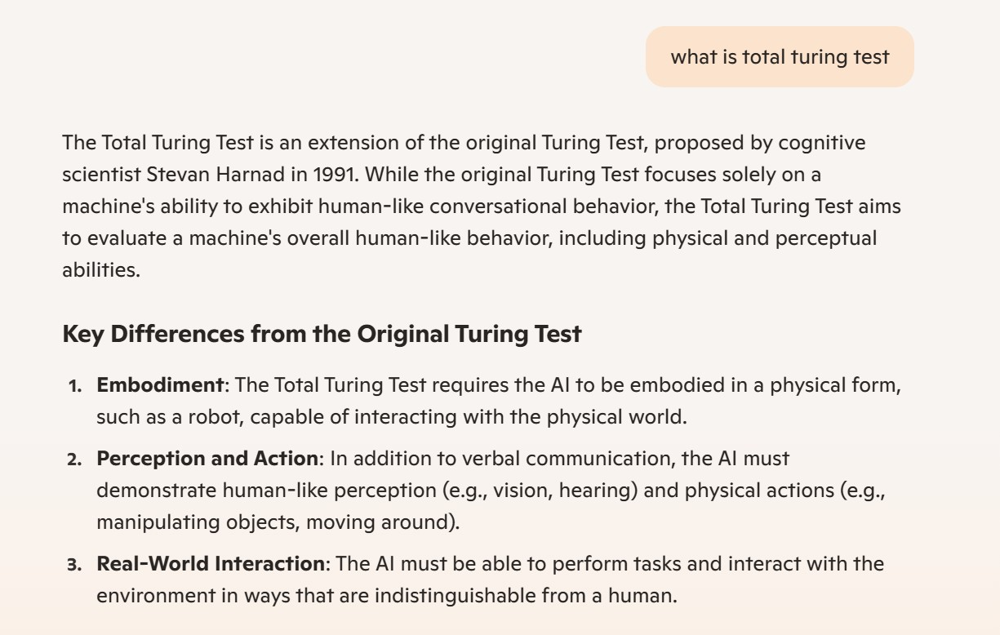 what is total turing test
The Total Turing Test is an extension of the original Turing Test, proposed by cognitive
scientist Stevan Harnad in 1991. While the original Turing Test focuses solely on a
machine's ability to exhibit human-like conversational behavior, the Total Turing Test aims
to evaluate a machine's overall human-like behavior, including physical and perceptual
abilities.
Key Differences from the Original Turing Test
1. Embodiment: The Total Turing Test requires the AI to be embodied in a physical form,
such as a robot, capable of interacting with the physical world.
2. Perception and Action: In addition to verbal communication, the AI must
demonstrate human-like perception (e.g., vision, hearing) and physical actions (e.g.,
manipulating objects, moving around).
3. Real-World Interaction: The AI must be able to perform tasks and interact with the
environment in ways that are indistinguishable from a human.